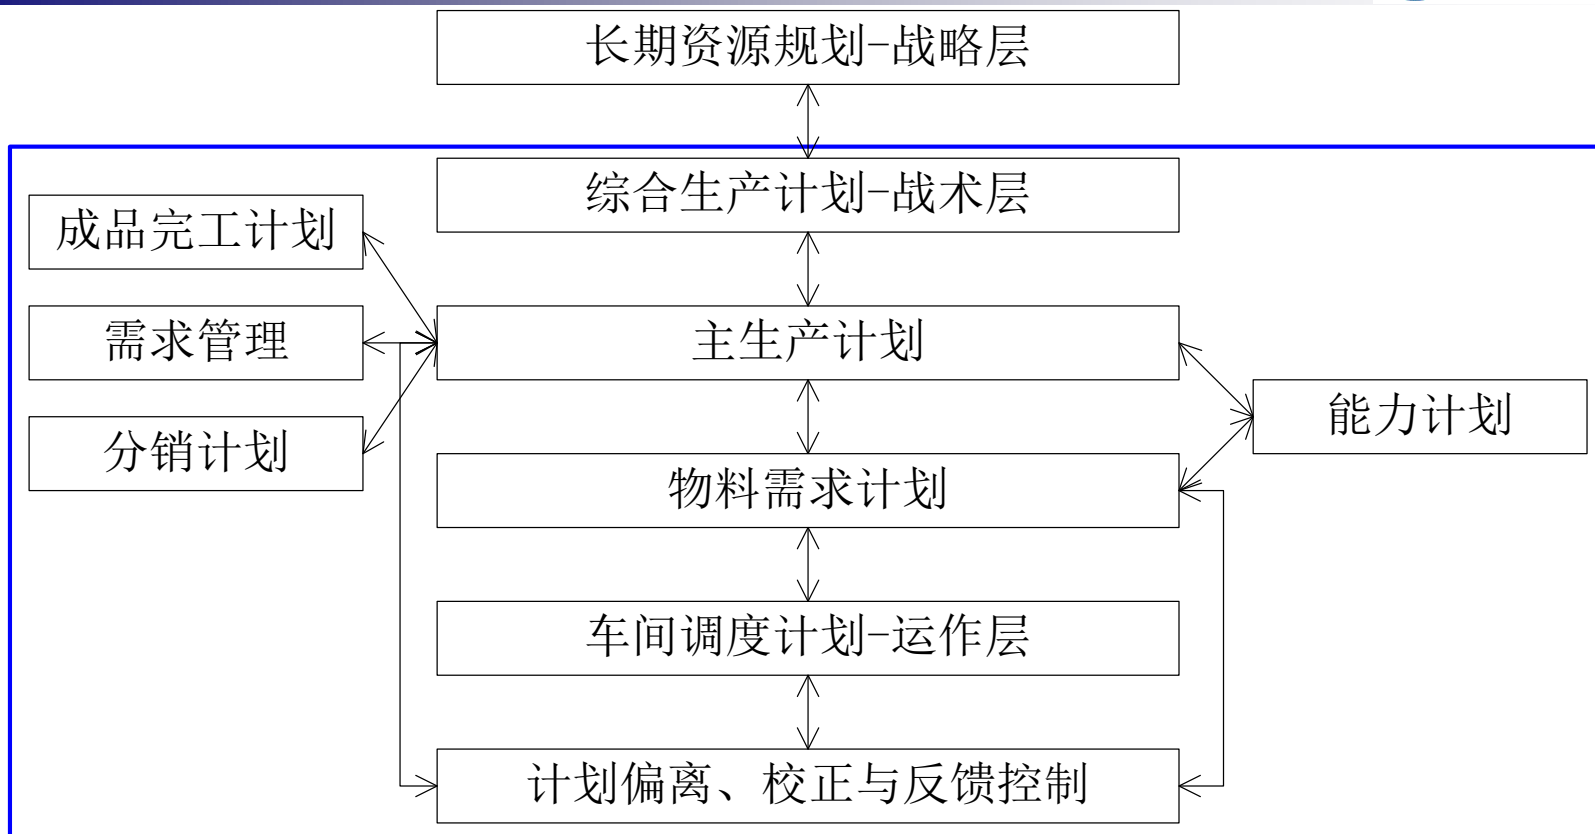 长期资源规划-战略层
综合生产计划-战术层
成品完工计划
需求管理
主生产计划
能力计划
分销计划
物料需求计划
车间调度计划-运作层
计划偏离、校正与反馈控制